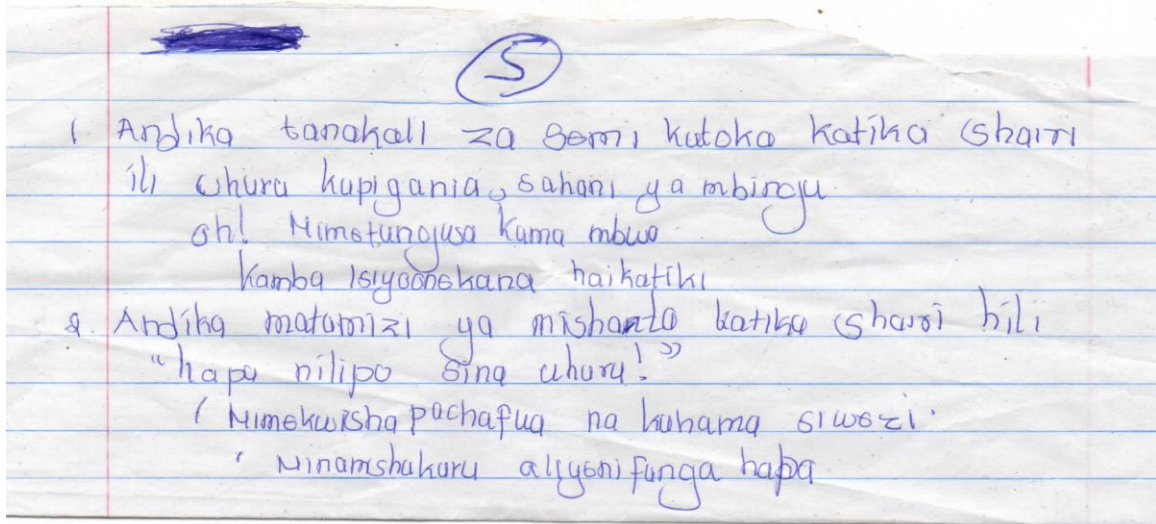 5
1 Andika tanakali za semi kutoka katika shairi
ili uhuru kupigania, sahani ya mbingu
oh! Nimetungusa kama mbwa
kamba isiyoonekana haikatiki
2. Andika matumizi ya mishanto katika shairi hili
"hapa nilipo sina uhuru!"
' Nimekwisha pachafua na kuhama siwezi.
' Ninamshukuru aliyenifunga hapa